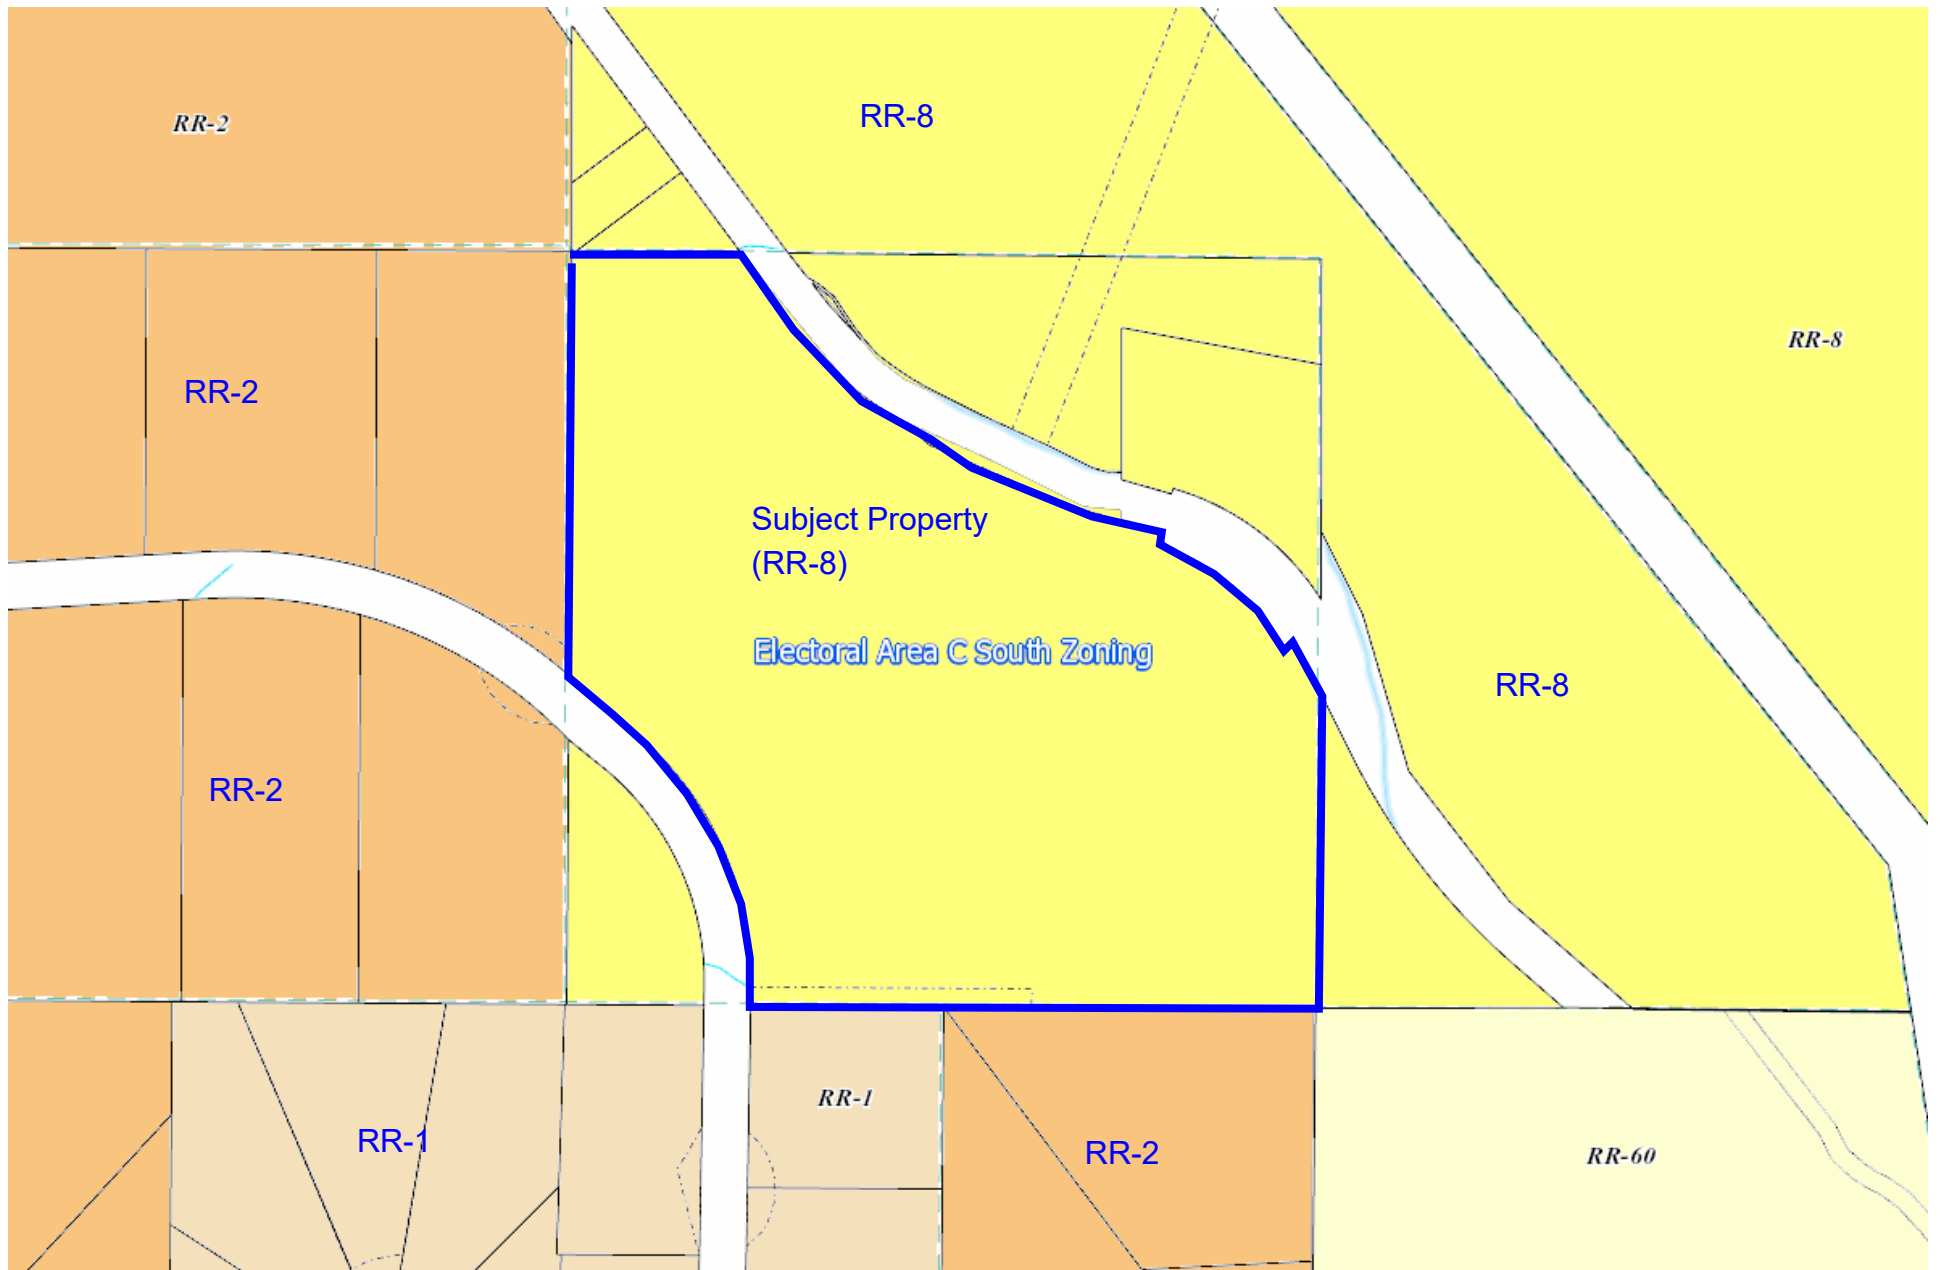 RR-8
RR-2
RR-8
RR-2
Subject Property
(RR-8)
Electoral Area C South Zoning
RR-8
RR-2
RR-1
RR-1
RR-2
RR-60